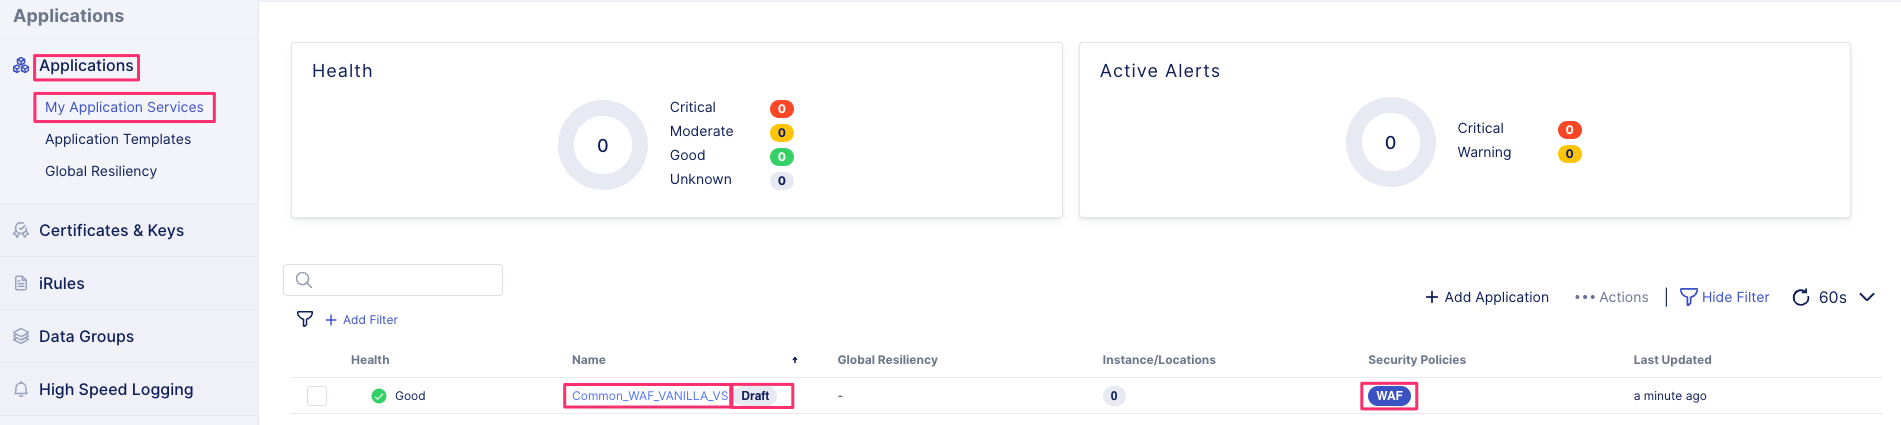 Applications
Applications
My Application Services
Application Templates
Global Resiliency
Certificates & Keys
iRules
Data Groups
High Speed Logging
Health
0
Critical 0
Moderate 0
Good 0
Unknown 0
Active Alerts
0
Critical 0
Warning 0
+ Add Application ••• Actions | Hide Filter 60s
+ Add Filter
Health Name Global Resiliency Instance/Locations Security Policies Last Updated
Good Common_WAF_VANILLA_VS Draft - 0 WAF a minute ago